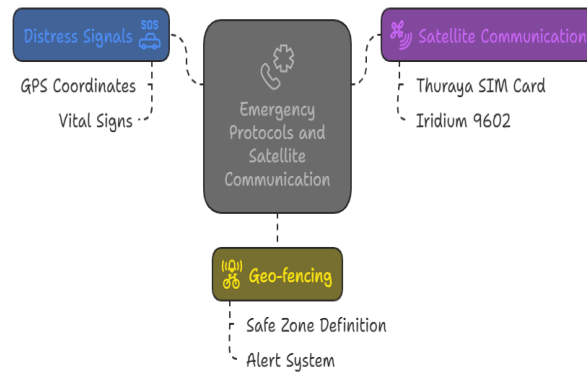 Distress Signals
SOS
GPS Coordinates
Vital Signs
Emergency
Protocols and
Satellite
Communication
Satellite Communication
Thuraya SIM Card
Iridium 9602
Geo-fencing
Safe Zone Definition
Alert System